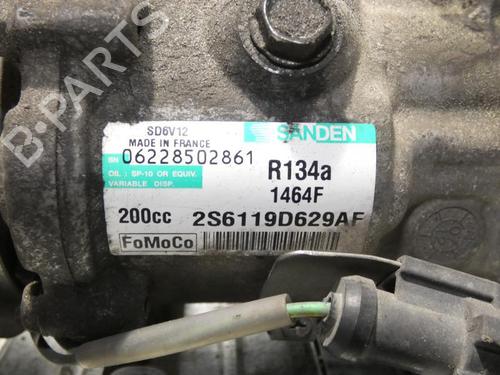 SD6V12
MADE IN FRANCE
SANDEN
SN 06228502861
OIL : SP-10 OR EQUIV.
VARIABLE DISP.
R134a
1464F
200cc 2S6119D629AF
FoMoCo
B-PARTS